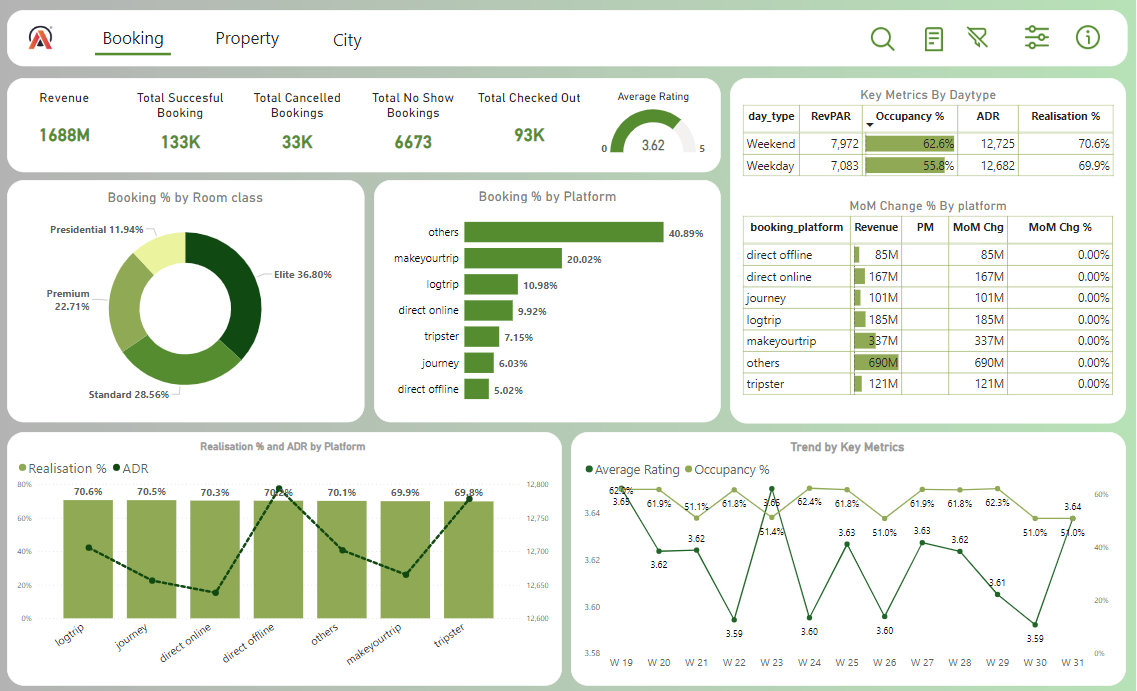 Booking Property City
Revenue
1688M
Total Succesful
Booking
133K
Total Cancelled
Bookings
33K
Total No Show
Bookings
6673
Total Checked Out
93K
Average Rating
0 3.62 5
Key Metrics By Daytype
day_type RevPAR Occupancy % ADR Realisation %
Weekend 7,972 62.6% 12,725 70.6%
Weekday 7,083 55.8% 12,682 69.9%
Booking % by Room class
Presidential 11.94%
Elite 36.80%
Premium
22.71%
Standard 28.56%
Booking % by Platform
others 40.89%
makeyourtrip 20.02%
logtrip 10.98%
direct online 9.92%
tripster 7.15%
journey 6.03%
direct offline 5.02%
MoM Change % By platform
booking_platform Revenue PM MoM Chg MoM Chg %
direct offline 85M 85M 0.00%
direct online 167M 167M 0.00%
journey 101M 101M 0.00%
logtrip 185M 185M 0.00%
makeyourtrip 337M 337M 0.00%
others 690M 690M 0.00%
tripster 121M 121M 0.00%
Realisation % and ADR by Platform
Realisation % ADR
80% 12,800
70.6% 70.5% 70.3% 70.2% 70.1% 69.9% 69.8%
60% 12,750
40% 12,700
20% 12,650
0% 12,600
logtrip journey direct online direct offline others makeyourtrip tripster
Trend by Key Metrics
Average Rating Occupancy %
3.64 60%
3.62 40%
3.60 20%
3.58 0%
61.9% 51.1% 61.8% 51.4% 62.4% 61.8% 51.0% 61.9% 61.8% 62.3% 51.0% 51.0%
3.65 3.62 3.62 3.59 3.65 3.60 3.63 3.60 3.63 3.62 3.61 3.59 3.64
W 19 W 20 W 21 W 22 W 23 W 24 W 25 W 26 W 27 W 28 W 29 W 30 W 31